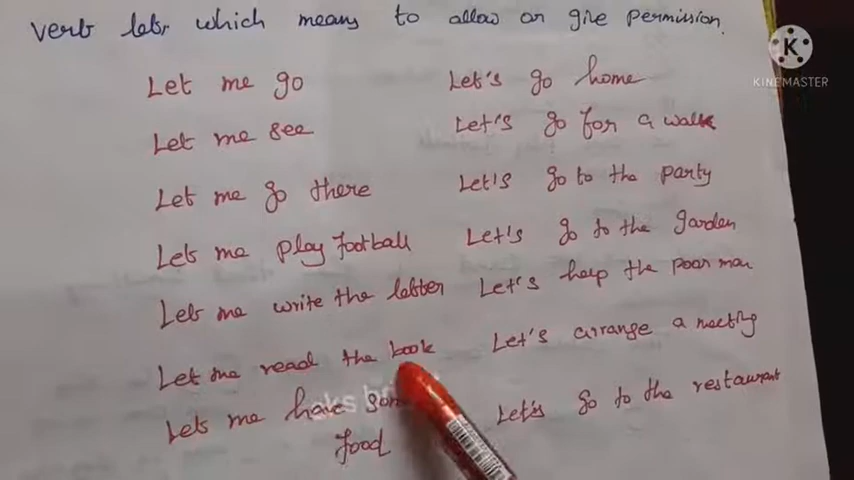 verb let, which means to allow or give permission.
Let me go
Let me see
Let me go there
Let me play football
Let me write the letter
Let me read the book
Let me have
food
Let's go home
Let's go for a walk
Let's go to the party
Let's go to the garden
Let's help the poor man
Let's arrange a meeting
Let's go to the restaurant
K
KINEMASTER